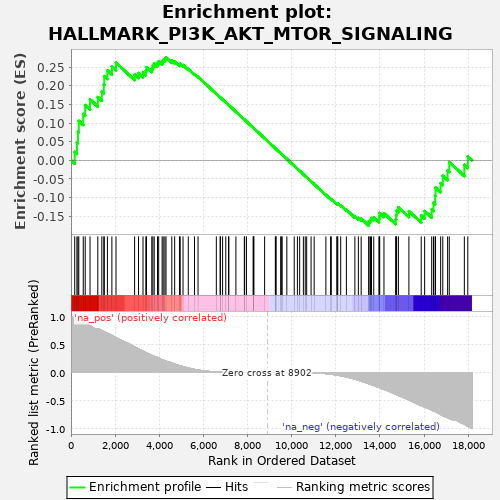 Enrichment plot:
HALLMARK_PI3K_AKT_MTOR_SIGNALING
Enrichment score (ES)
0.25
0.20
0.15
0.10
0.05
0.00
-0.05
-0.10
-0.15
Ranked list metric (PreRanked)
1.0
0.5
0.0
-0.5
-1.0
'na_pos' (positively correlated)
Zero cross at 8902
'na_neg' (negatively correlated)
0 2,000 4,000 6,000 8,000 10,000 12,000 14,000 16,000 18,000
Rank in Ordered Dataset
Enrichment profile Hits Ranking metric scores